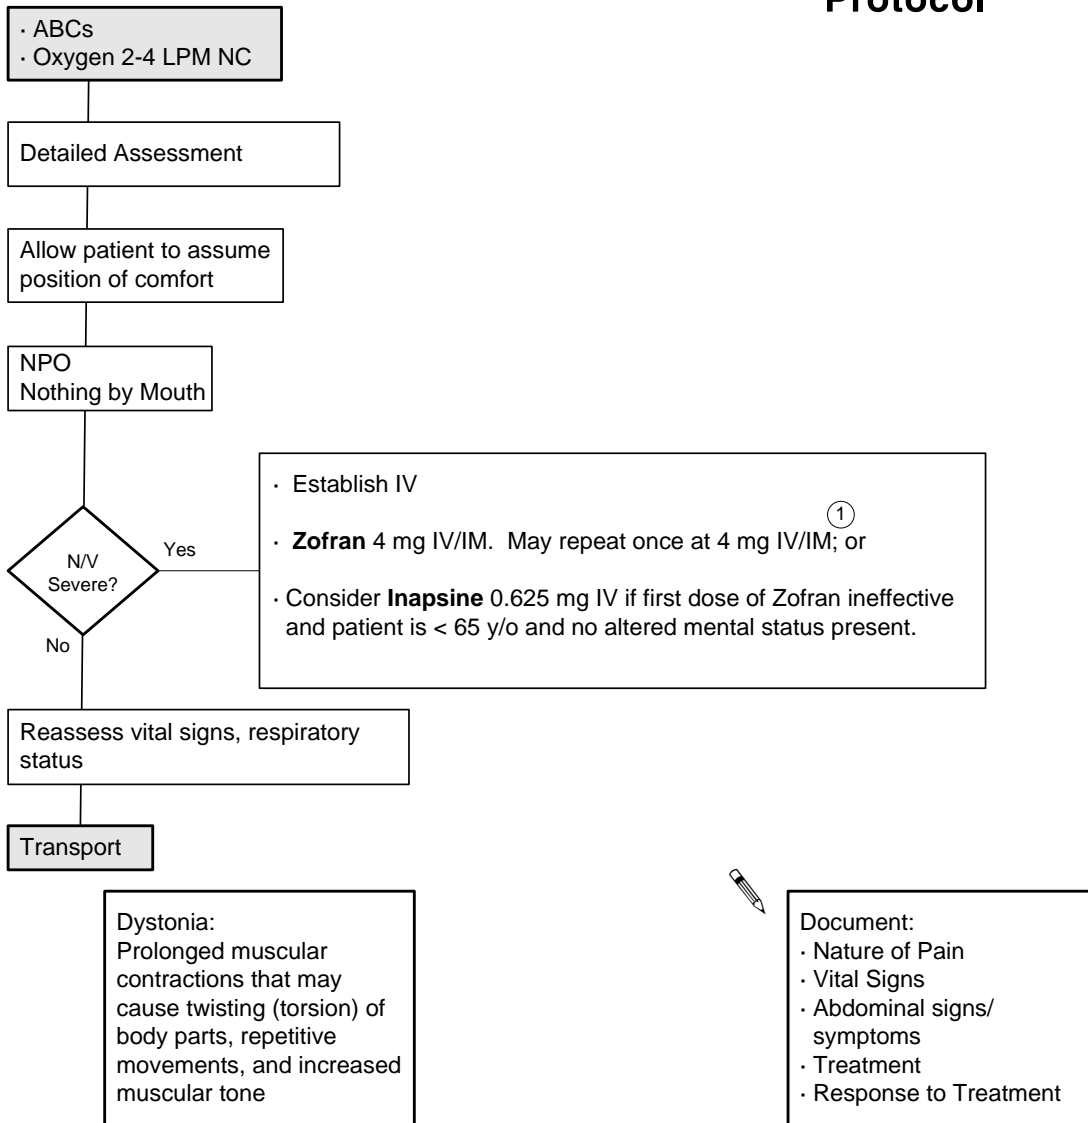 Protocol
· ABCs
· Oxygen 2-4 LPM NC
Detailed Assessment
Allow patient to assume
position of comfort
NPO
Nothing by Mouth
N/V
Severe?
Yes
No
· Establish IV
1
· Zofran 4 mg IV/IM. May repeat once at 4 mg IV/IM; or
· Consider Inapsine 0.625 mg IV if first dose of Zofran ineffective
and patient is < 65 y/o and no altered mental status present.
Reassess vital signs, respiratory
status
Transport
Dystonia:
Prolonged muscular
contractions that may
cause twisting (torsion) of
body parts, repetitive
movements, and increased
muscular tone
Document:
· Nature of Pain
· Vital Signs
· Abdominal signs/
symptoms
· Treatment
· Response to Treatment